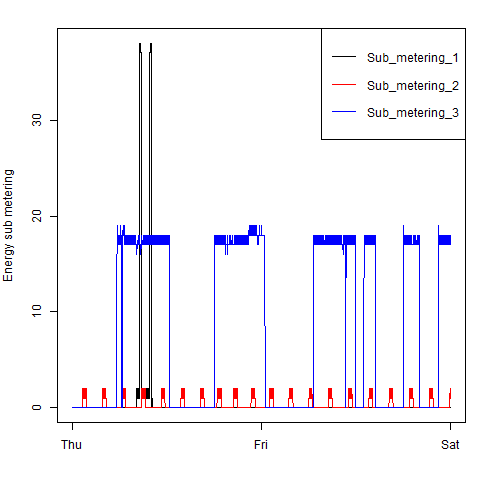 Sub_metering_1
Sub_metering_2
Sub_metering_3
Energy sub metering
30
20
10
0
Thu Fri Sat